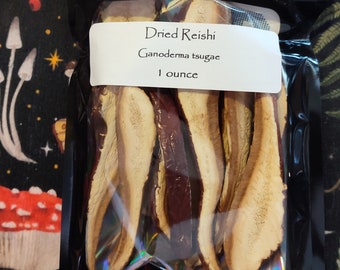 Dried Reishi
Ganoderma tsugae
1 ounce